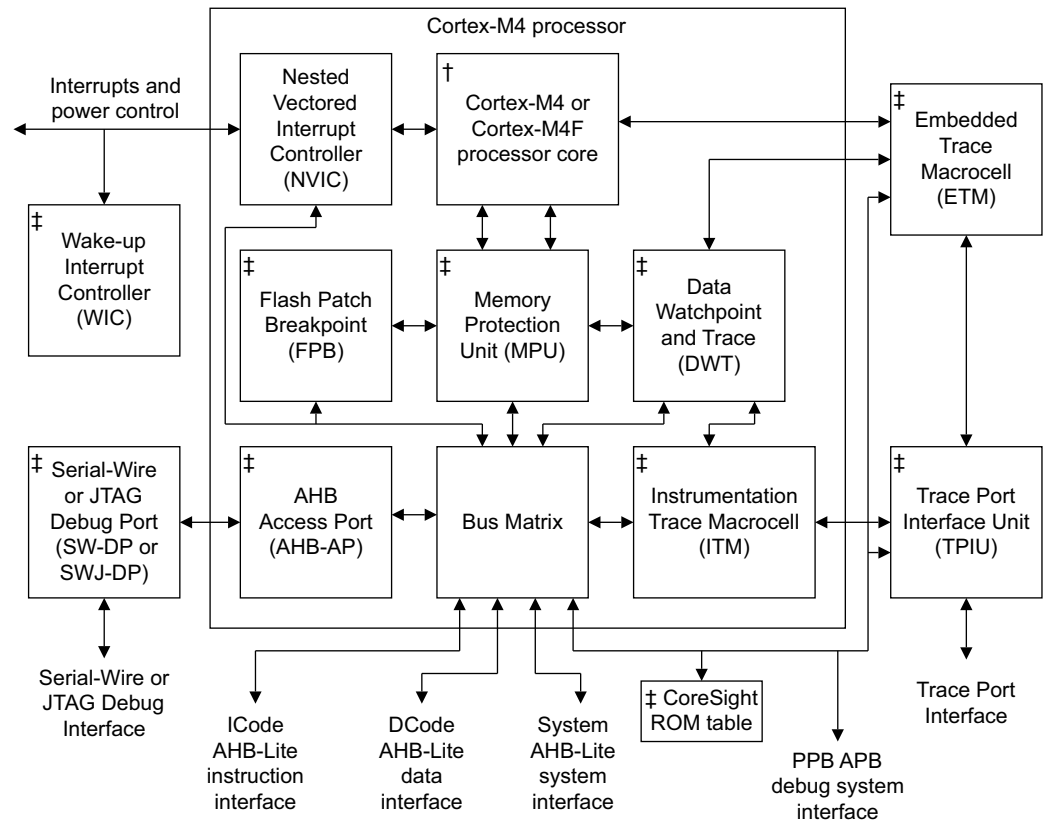 Cortex-M4 processor
Interrupts and
power control
Nested
Vectored
Interrupt
Controller
(NVIC)
†
Cortex-M4 or
Cortex-M4F
processor core
‡
Embedded
Trace
Macrocell
(ETM)
‡
Wake-up
Interrupt
Controller
(WIC)
‡
Flash Patch
Breakpoint
(FPB)
‡
Memory
Protection
Unit (MPU)
‡
Data
Watchpoint
and Trace
(DWT)
‡ Serial-Wire
or JTAG
Debug Port
(SW-DP or
SWJ-DP)
‡
AHB
Access Port
(AHB-AP)
Bus Matrix
‡
Instrumentation
Trace Macrocell
(ITM)
‡
Trace Port
Interface Unit
(TPIU)
Serial-Wire or
JTAG Debug
Interface
ICode
AHB-Lite
instruction
interface
DCode
AHB-Lite
data
interface
System
AHB-Lite
system
interface
‡ CoreSight
ROM table
PPB APB
debug system
interface
Trace Port
Interface